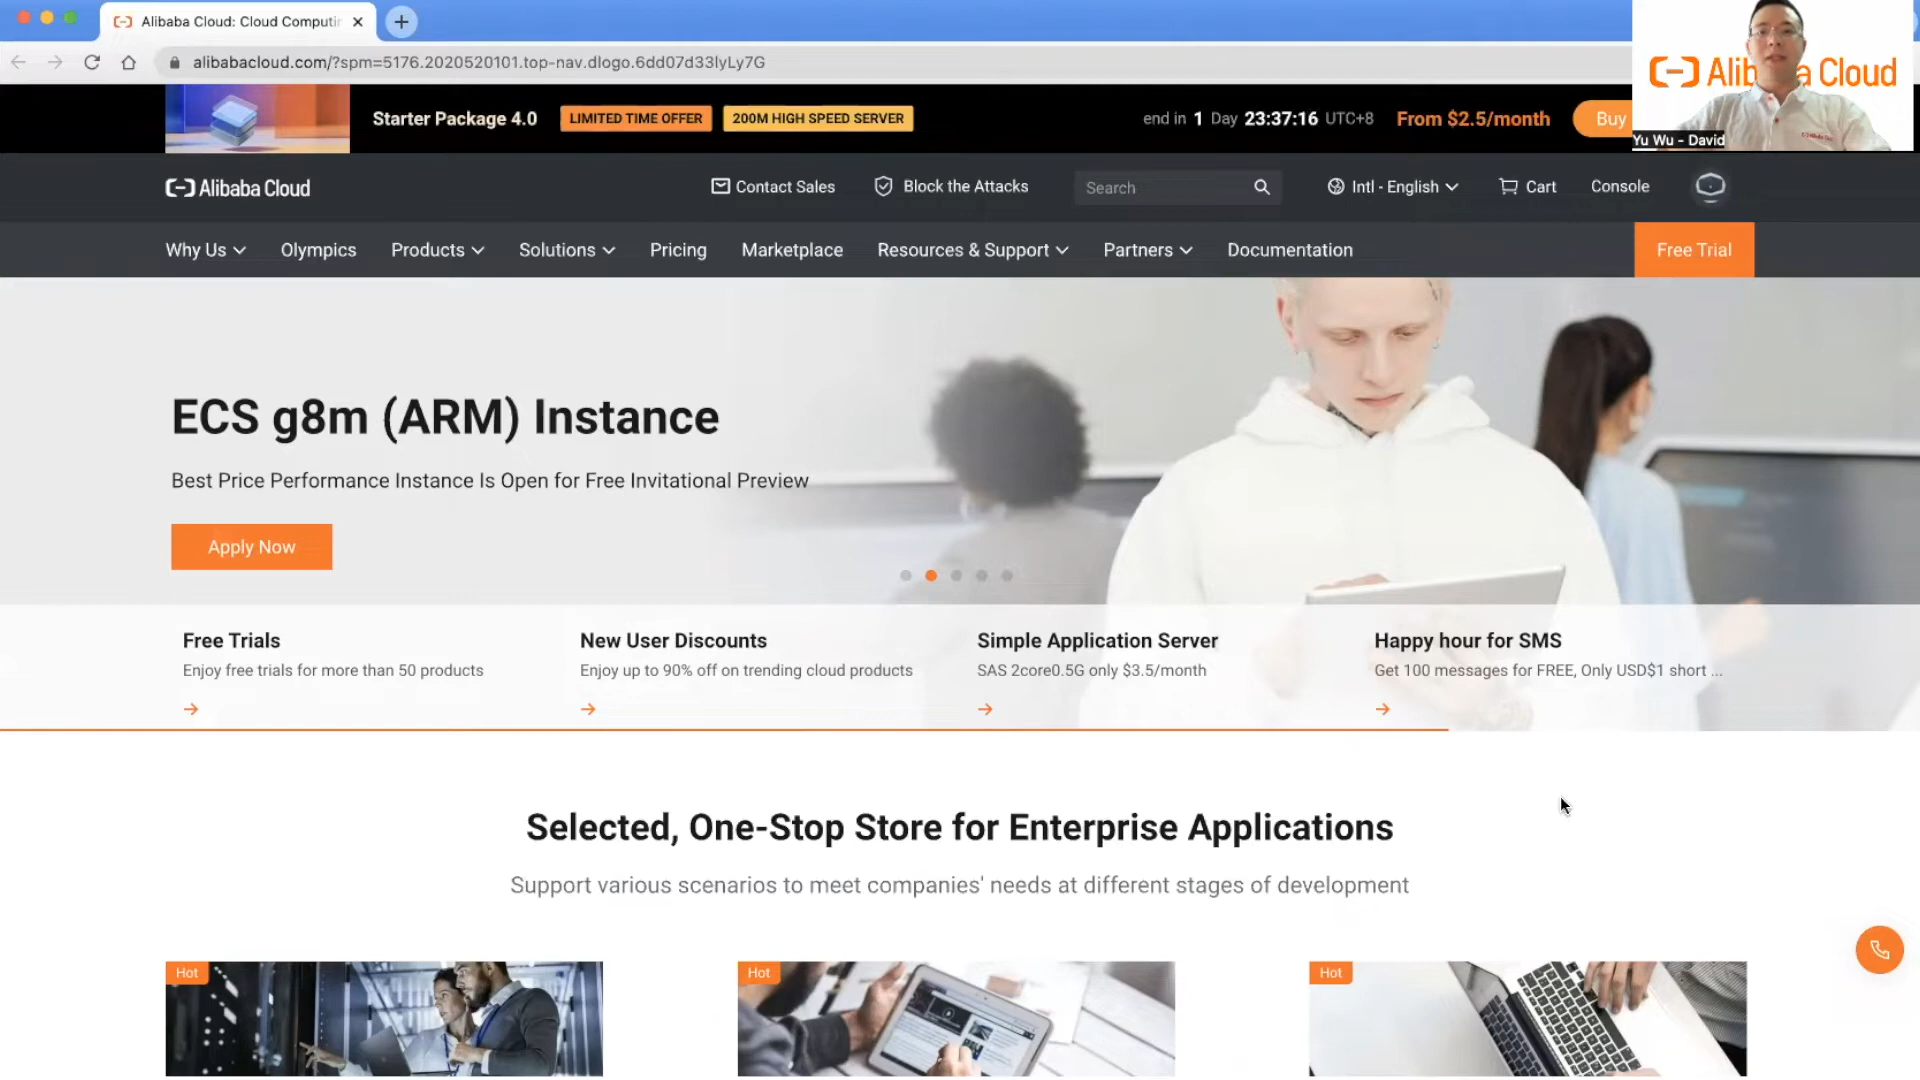 Alibaba Cloud: Cloud Computin
alibabacloud.com/?spm=5176.2020520101.top-nav.dlogo.6dd07d33lyLy7G
Starter Package 4.0 LIMITED TIME OFFER 200M HIGH SPEED SERVER end in 1 Day 23:37:16 UTC+8 From $2.5/month Buy
Alib a Cloud
Yu Wu - David
Alibaba Cloud Contact Sales Block the Attacks Search Intl - English Cart Console
Why Us Olympics Products Solutions Pricing Marketplace Resources & Support Partners Documentation Free Trial
ECS g8m (ARM) Instance
Best Price Performance Instance Is Open for Free Invitational Preview
Apply Now
Free Trials
Enjoy free trials for more than 50 products
New User Discounts
Enjoy up to 90% off on trending cloud products
Simple Application Server
SAS 2core0.5G only $3.5/month
Happy hour for SMS
Get 100 messages for FREE, Only USD$1 short ...
Selected, One-Stop Store for Enterprise Applications
Support various scenarios to meet companies' needs at different stages of development
Hot
Hot
Hot